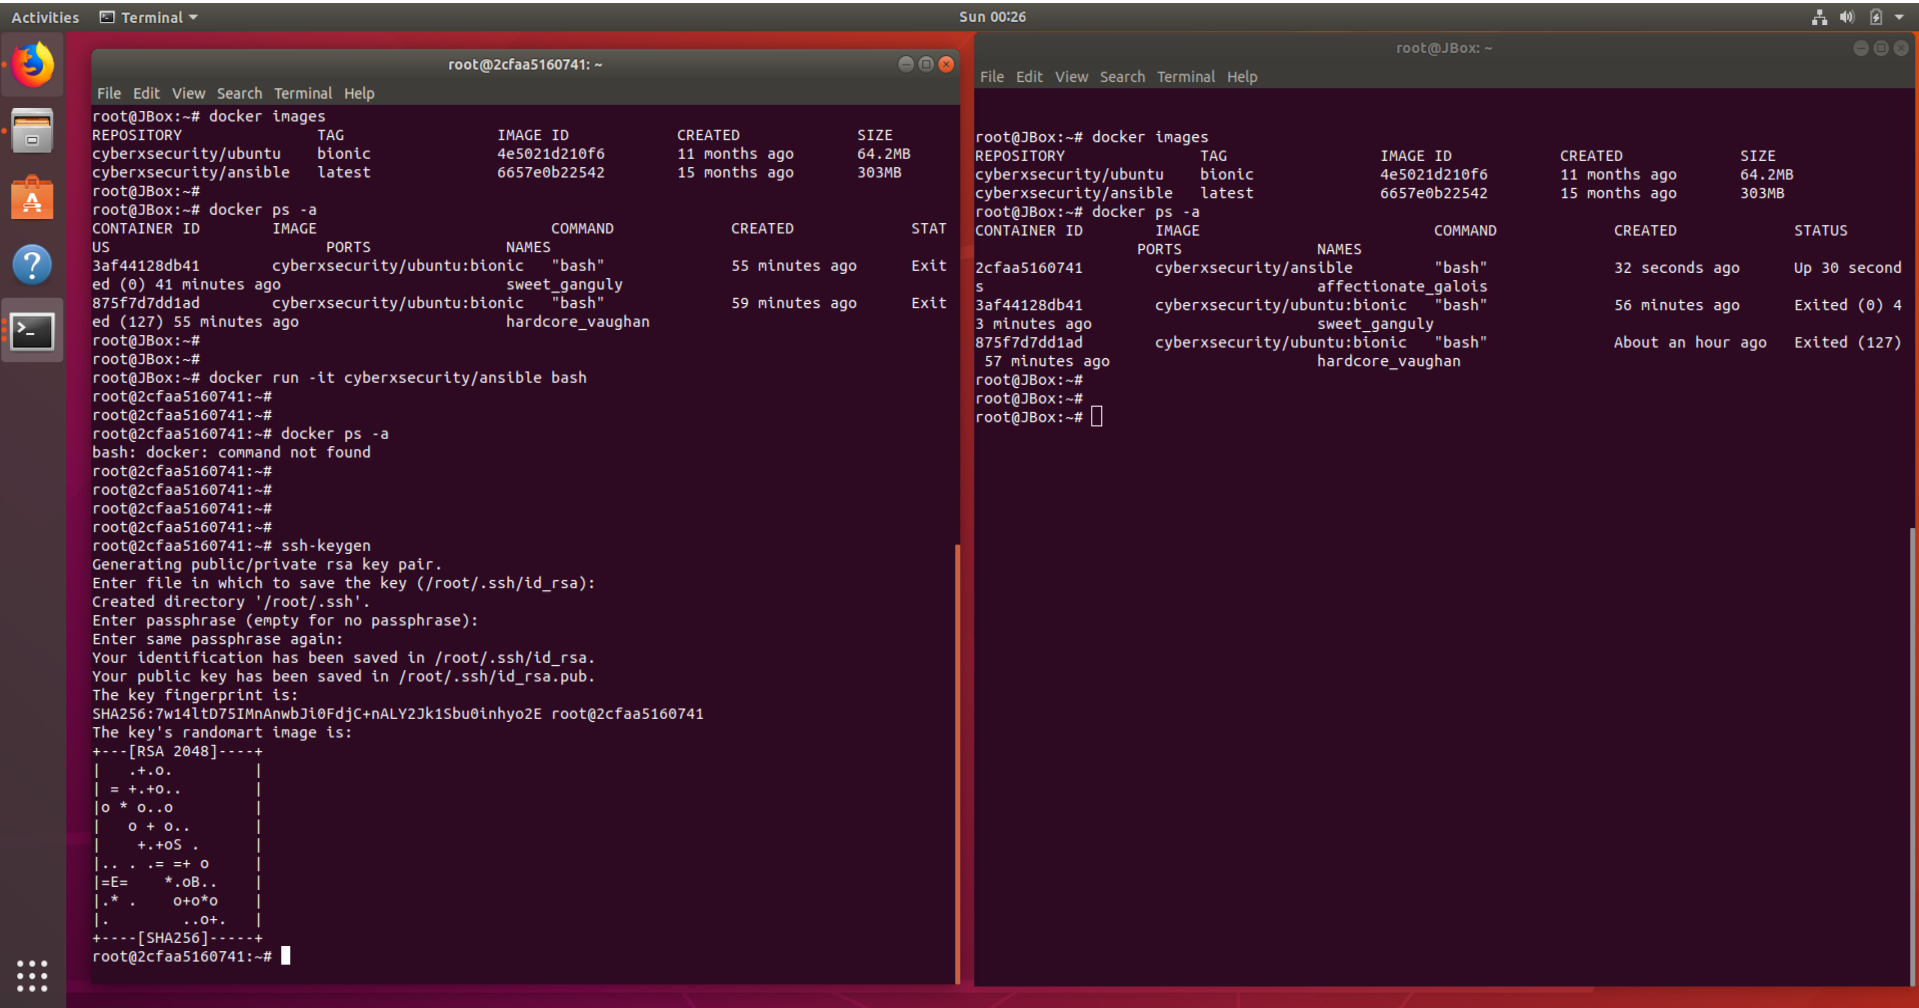 Activities Terminal Sun 00:26
root@2cfaa5160741: ~
File Edit View Search Terminal Help
root@JBox:~# docker images
REPOSITORY TAG IMAGE ID CREATED SIZE
cyberxsecurity/ubuntu bionic 4e5021d210f6 11 months ago 64.2MB
cyberxsecurity/ansible latest 6657e0b22542 15 months ago 303MB
root@JBox:~#
root@JBox:~# docker ps -a
CONTAINER ID IMAGE COMMAND CREATED STAT
US PORTS NAMES
3af44128db41 cyberxsecurity/ubuntu:bionic "bash" 55 minutes ago Exit
ed (0) 41 minutes ago sweet_ganguly
875f7d7dd1ad cyberxsecurity/ubuntu:bionic "bash" 59 minutes ago Exit
ed (127) 55 minutes ago hardcore_vaughan
root@JBox:~#
root@JBox:~#
root@JBox:~# docker run -it cyberxsecurity/ansible bash
root@2cfaa5160741:~#
root@2cfaa5160741:~#
root@2cfaa5160741:~# docker ps -a
bash: docker: command not found
root@2cfaa5160741:~#
root@2cfaa5160741:~#
root@2cfaa5160741:~#
root@2cfaa5160741:~#
root@2cfaa5160741:~# ssh-keygen
Generating public/private rsa key pair.
Enter file in which to save the key (/root/.ssh/id_rsa):
Created directory '/root/.ssh'.
Enter passphrase (empty for no passphrase):
Enter same passphrase again:
Your identification has been saved in /root/.ssh/id_rsa.
Your public key has been saved in /root/.ssh/id_rsa.pub.
The key fingerprint is:
SHA256:7w14ltD75IMnAnwbJi0FdjC+nALY2Jk1Sbu0inhyo2E root@2cfaa5160741
The key's randomart image is:
+---[RSA 2048]----+
|   .+.o.         |
| = +.+o..        |
|o * o..o         |
|   o + o..       |
|    +.+oS .      |
|.. . .= =+ o     |
|=E=    *.oB..    |
|.* .    o+o*o    |
|.        ..o+.   |
+----[SHA256]-----+
root@2cfaa5160741:~#
root@JBox: ~
File Edit View Search Terminal Help
root@JBox:~# docker images
REPOSITORY TAG IMAGE ID CREATED SIZE
cyberxsecurity/ubuntu bionic 4e5021d210f6 11 months ago 64.2MB
cyberxsecurity/ansible latest 6657e0b22542 15 months ago 303MB
root@JBox:~# docker ps -a
CONTAINER ID IMAGE COMMAND CREATED STATUS
PORTS NAMES
2cfaa5160741 cyberxsecurity/ansible "bash" 32 seconds ago Up 30 second
s affectionate_galois
3af44128db41 cyberxsecurity/ubuntu:bionic "bash" 56 minutes ago Exited (0) 4
3 minutes ago sweet_ganguly
875f7d7dd1ad cyberxsecurity/ubuntu:bionic "bash" About an hour ago Exited (127)
57 minutes ago hardcore_vaughan
root@JBox:~#
root@JBox:~#
root@JBox:~#